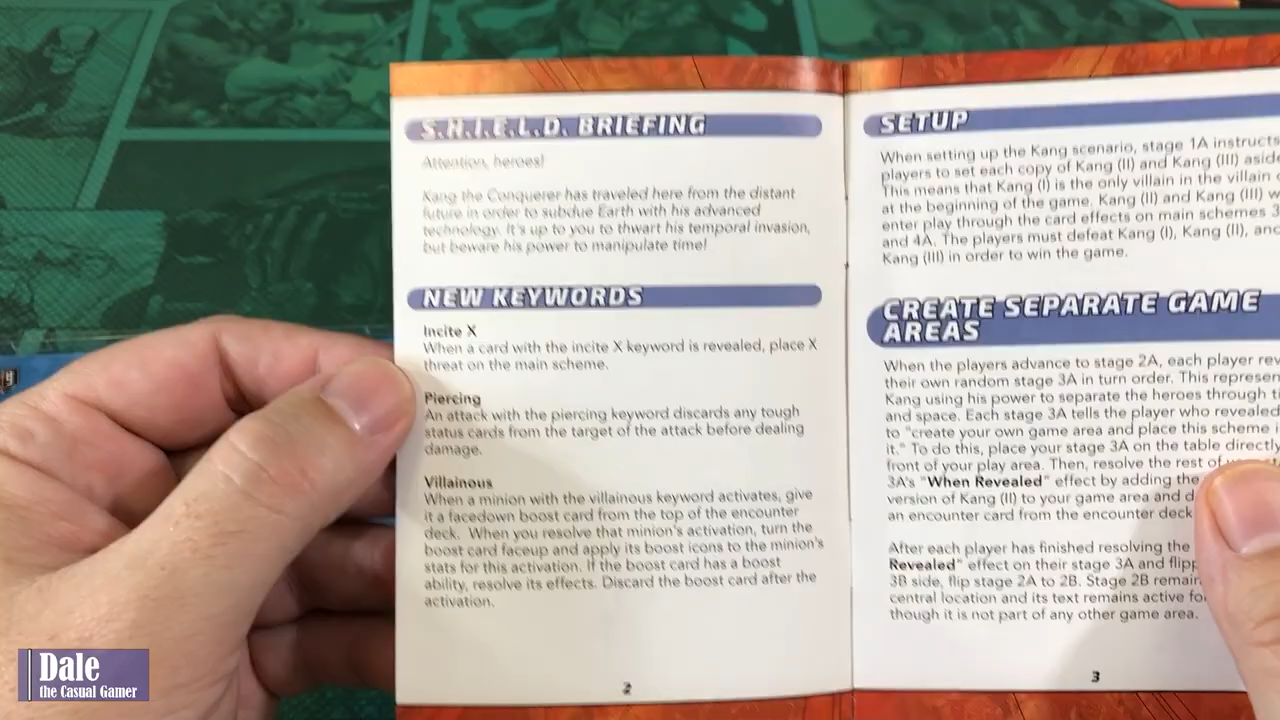 S.H.I.E.L.D. BRIEFING
Attention, heroes!
Kang the Conquerer has traveled here from the distant
future in order to subdue Earth with his advanced
technology. It's up to you to thwart his temporal invasion,
but beware his power to manipulate time!
NEW KEYWORDS
Incite X
When a card with the incite X keyword is revealed, place X
threat on the main scheme.
Piercing
An attack with the piercing keyword discards any tough
status cards from the target of the attack before dealing
damage.
Villainous
When a minion with the villainous keyword activates, give
it a facedown boost card from the top of the encounter
deck. When you resolve that minion's activation, turn the
boost card faceup and apply its boost icons to the minion's
stats for this activation. If the boost card has a boost
ability, resolve its effects. Discard the boost card after the
activation.
2
SETUP
When setting up the Kang scenario, stage 1A instructs
players to set each copy of Kang (II) and Kang (III) aside
This means that Kang (I) is the only villain in the villain
at the beginning of the game. Kang (II) and Kang (III)
enter play through the card effects on main schemes
and 4A. The players must defeat Kang (I), Kang (II), and
Kang (III) in order to win the game.
CREATE SEPARATE GAME
AREAS
When the players advance to stage 2A, each player
their own random stage 3A in turn order. This
Kang using his power to separate the heroes through
and space. Each stage 3A tells the player who revealed
to "create your own game area and place this scheme
it." To do this, place your stage 3A on the table directly
front of your play area. Then, resolve the rest of
3A's "When Revealed" effect by adding the
version of Kang (II) to your game area and
an encounter card from the encounter deck
After each player has finished resolving the
Revealed" effect on their stage 3A and
3B side, flip stage 2A to 2B. Stage 2B
central location and its text remains active
though it is not part of any other game area.
3
Dale
the Casual Gamer